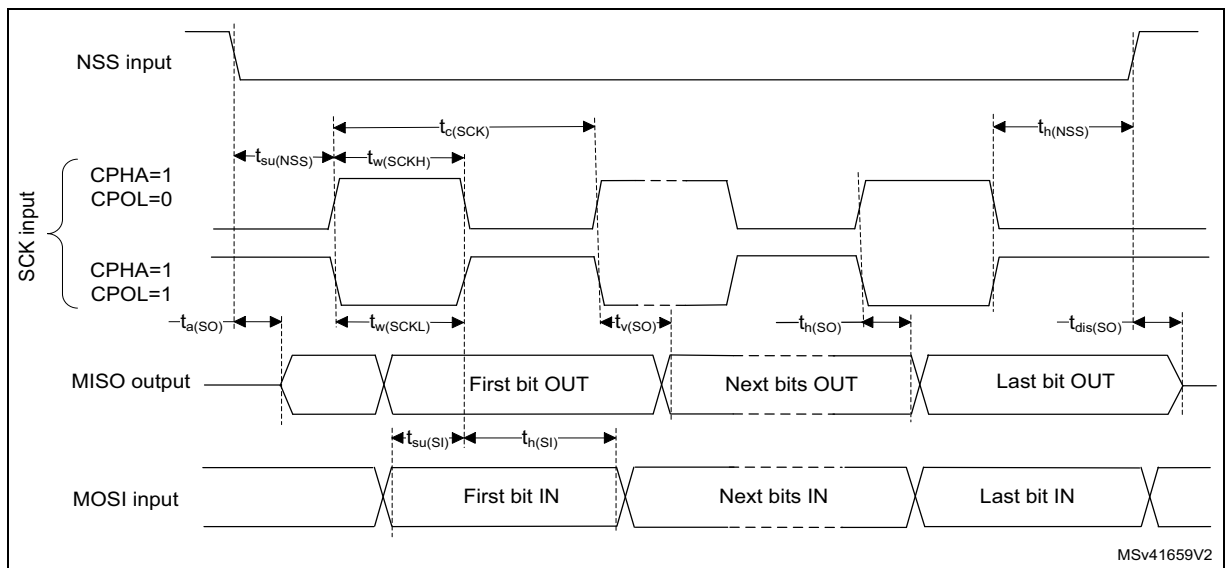 NSS input
tc(SCK)
th(NSS)
tsu(NSS)
tw(SCKH)
CPHA=1
CPOL=0
SCK input
CPHA=1
CPOL=1
ta(SO)
tw(SCKL)
tv(SO)
th(SO)
tdis(SO)
MISO output
First bit OUT
Next bits OUT
Last bit OUT
tsu(SI)
th(SI)
MOSI input
First bit IN
Next bits IN
Last bit IN
MSv41659V2